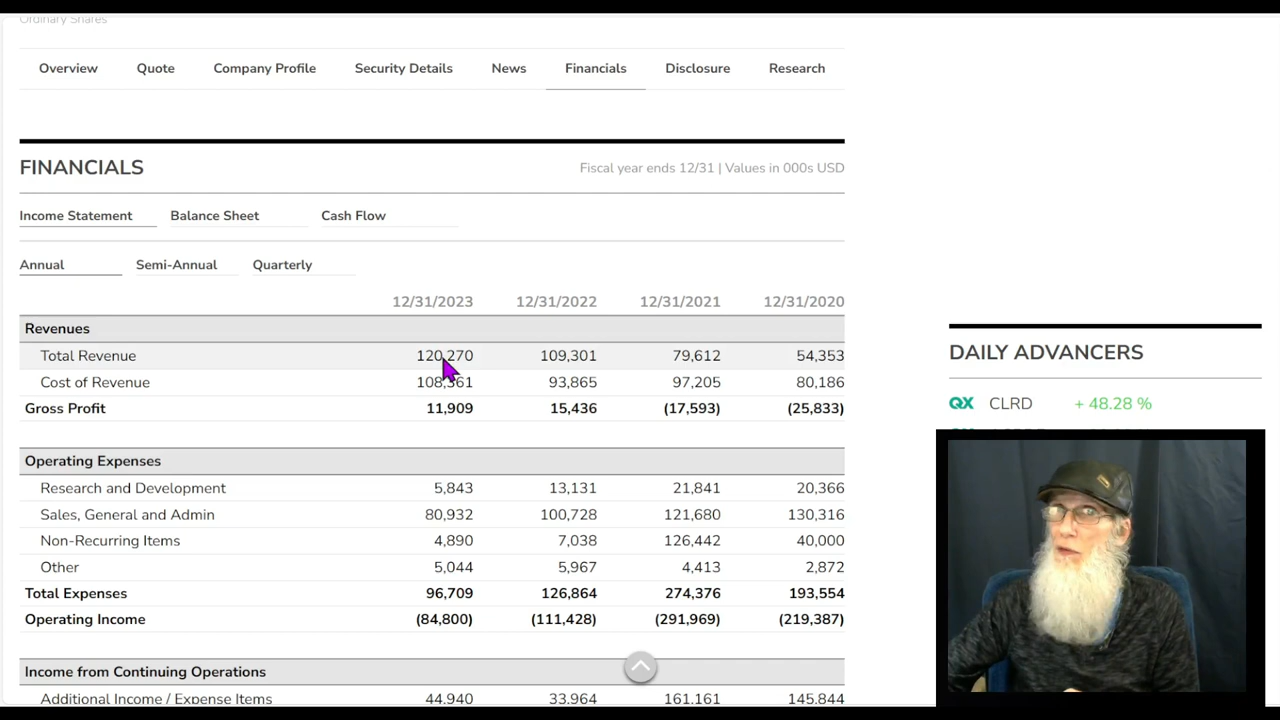 Ordinary Shares
Overview Quote Company Profile Security Details News Financials Disclosure Research
FINANCIALS Fiscal year ends 12/31 | Values in 000s USD
Income Statement Balance Sheet Cash Flow
Annual Semi-Annual Quarterly
12/31/2023 12/31/2022 12/31/2021 12/31/2020
Revenues
Total Revenue 120,270 109,301 79,612 54,353
Cost of Revenue 108,361 93,865 97,205 80,186
Gross Profit 11,909 15,436 (17,593) (25,833)
Operating Expenses
Research and Development 5,843 13,131 21,841 20,366
Sales, General and Admin 80,932 100,728 121,680 130,316
Non-Recurring Items 4,890 7,038 126,442 40,000
Other 5,044 5,967 4,413 2,872
Total Expenses 96,709 126,864 274,376 193,554
Operating Income (84,800) (111,428) (291,969) (219,387)
Income from Continuing Operations
Additional Income / Expense Items 44,940 33,964 161,161 145,844
DAILY ADVANCERS
QX CLRD + 48.28 %